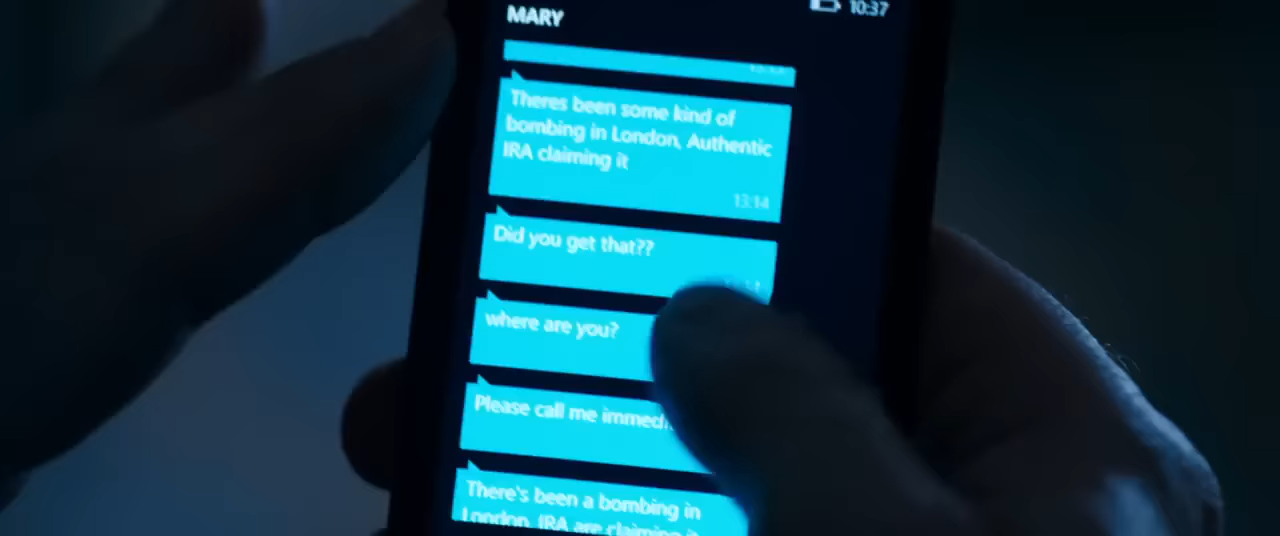 10:37
MARY
Theres been some kind of
bombing in London, Authentic
IRA claiming it
13:14
Did you get that??
where are you?
Please call me
There's been a bombing in
London, IRA are claiming it